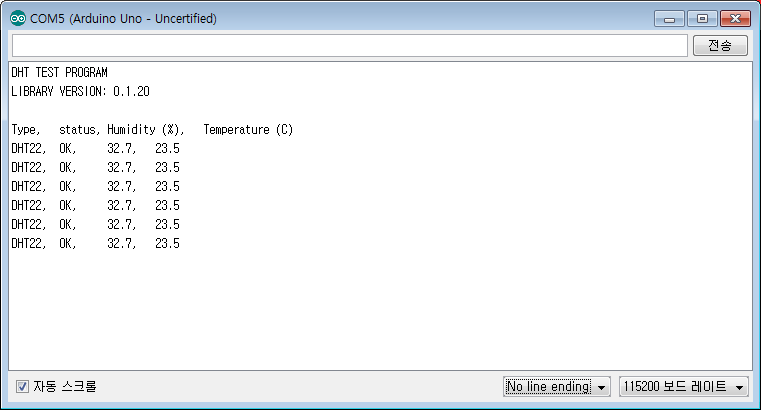 COM5 (Arduino Uno - Uncertified)
전송
DHT TEST PROGRAM
LIBRARY VERSION: 0.1.20
Type, status, Humidity (%), Temperature (C)
DHT22, OK, 32.7, 23.5
DHT22, OK, 32.7, 23.5
DHT22, OK, 32.7, 23.5
DHT22, OK, 32.7, 23.5
DHT22, OK, 32.7, 23.5
DHT22, OK, 32.7, 23.5
자동 스크롤 No line ending 115200 보드 레이트